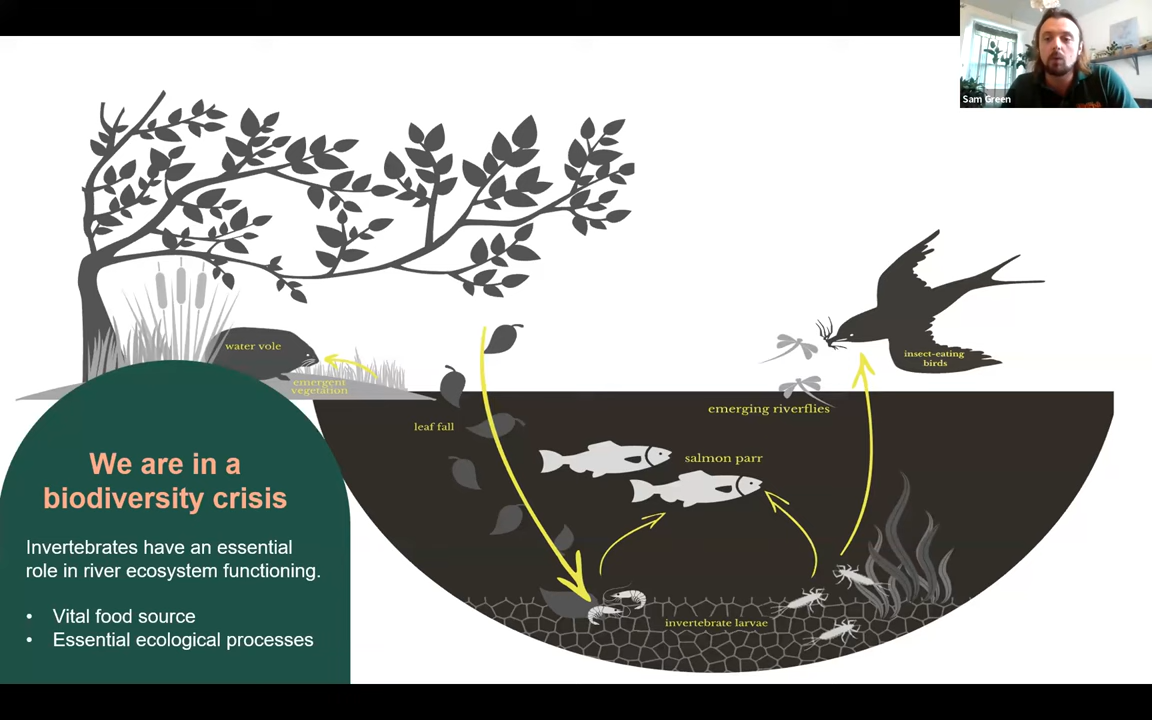 Sam Green
water vole
emergent
vegetation
insect-eating
birds
leaf fall
emerging riverflies
salmon parr
We are in a
biodiversity crisis
Invertebrates have an essential
role in river ecosystem functioning.
• Vital food source
• Essential ecological processes
invertebrate larvae